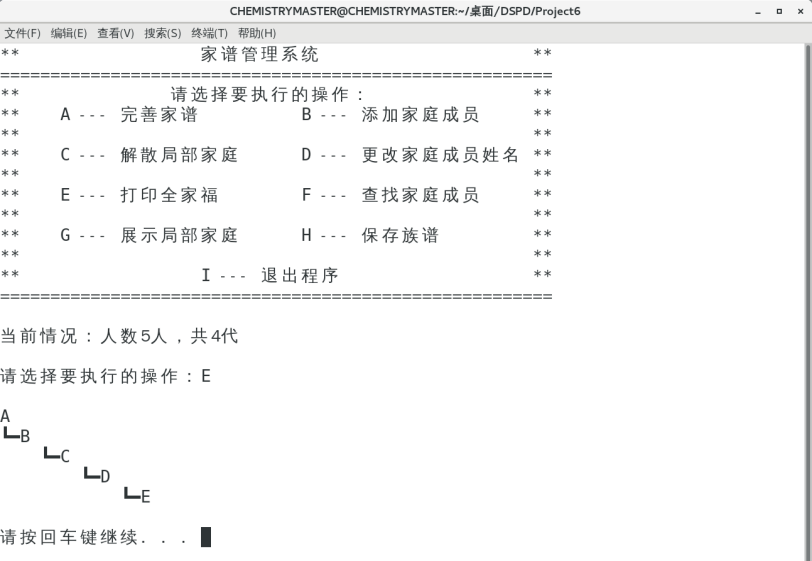 CHEMISTRYMASTER@CHEMISTRYMASTER:~/桌面/DSPD/Project6
文件(F) 编辑(E) 查看(V) 搜索(S) 终端(T) 帮助(H)
** 家谱管理系统 **
=======================================================
** 请选择要执行的操作: **
** A --- 完善家谱 B --- 添加家庭成员 **
** **
** C --- 解散局部家庭 D --- 更改家庭成员姓名 **
** **
** E --- 打印全家福 F --- 查找家庭成员 **
** **
** G --- 展示局部家庭 H --- 保存族谱 **
** **
** I --- 退出程序 **
=======================================================
当前情况:人数5人,共4代
请选择要执行的操作:E
A
┗━B
┗━C
┗━D
┗━E
请按回车键继续. . .